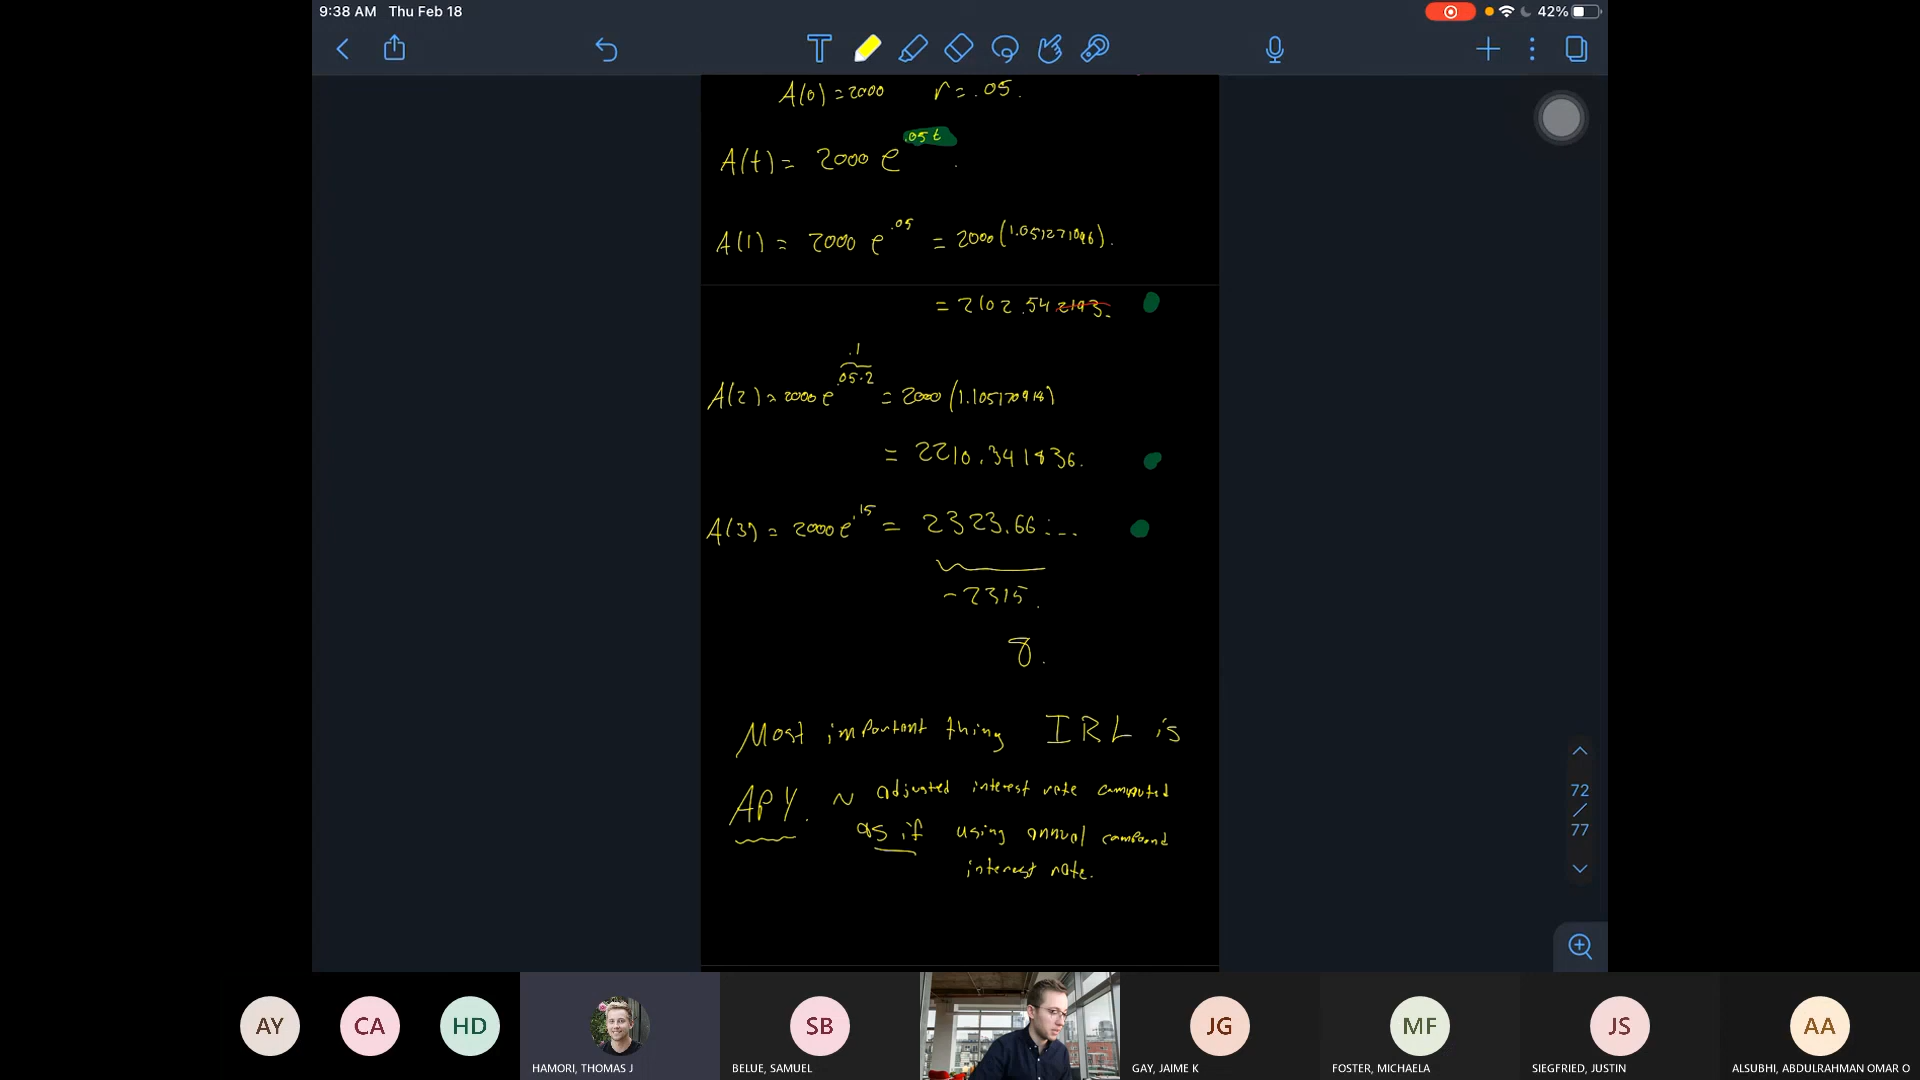 9:38 AM Thu Feb 18
42%
A(0) = 2000 r = .05.
A(t) = 2000 e^.05t
A(1) = 2000 e^.05 = 2000(1.051271096).
= 2102.542193.
.1
.05·2
A(2) = 2000 e = 2000(1.105170918)
= 2210.341836.
A(3) = 2000e^.15 = 2323.66...
-2315.
8.
Most important thing IRL is
APY. ~ adjusted interest rate computed
as if using annual compound
interest rate.
72
/
77
AY
CA
HD
SB
JG
MF
JS
AA
HAMORI, THOMAS J
BELUE, SAMUEL
GAY, JAIME K
FOSTER, MICHAELA
SIEGFRIED, JUSTIN
ALSUBHI, ABDULRAHMAN OMAR O